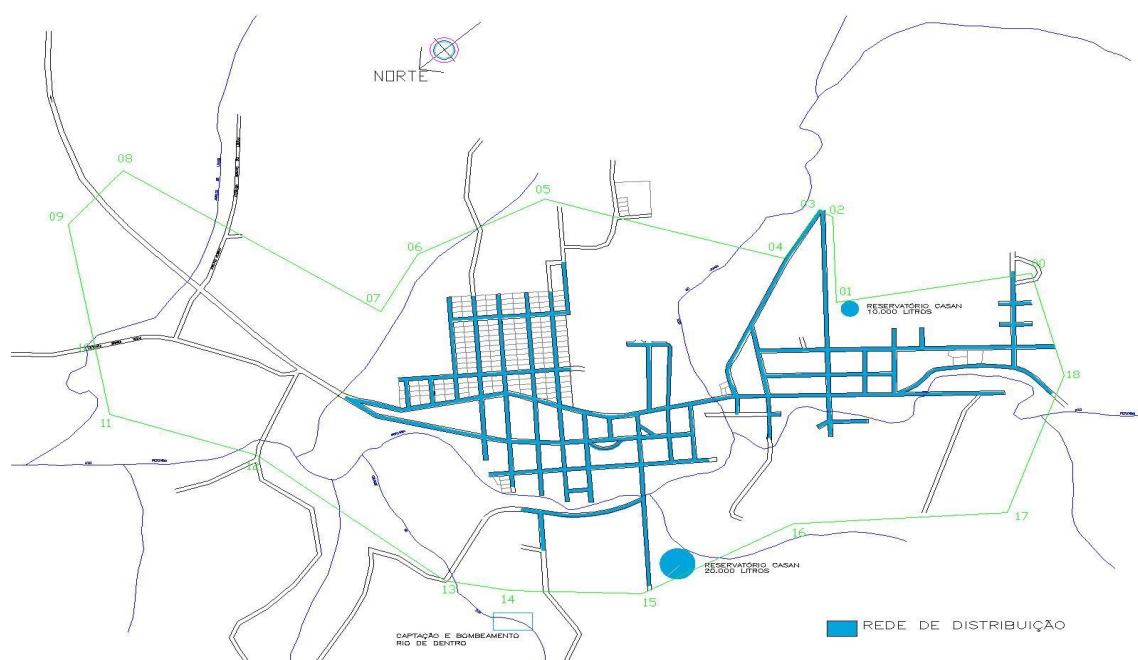 NORTE
08
09
05
03
02
06
04
00
07
01
RESERVATÓRIO CASAN
10.000 LITROS
18
11
12
16
17
RESERVATÓRIO CASAN
20.000 LITROS
13
14
15
CAPTAÇÃO E BOMBEAMENTO
RIO DE DENTRO
REDE DE DISTRIBUIÇÃO